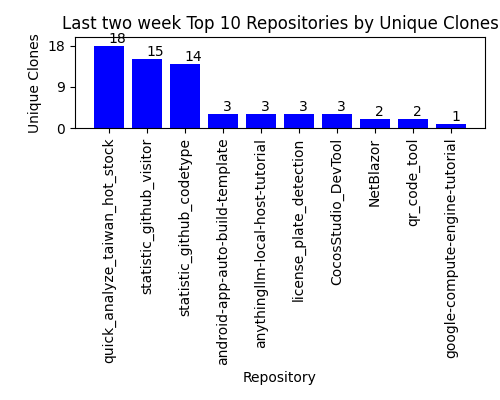 Last two week Top 10 Repositories by Unique Clones
Unique Clones
18
9
0
18
15
14
3
3
3
3
2
2
1
quick_analyze_taiwan_hot_stock
statistic_github_visitor
statistic_github_codetype
android-app-auto-build-template
anythingllm-local-host-tutorial
license_plate_detection
CocosStudio_DevTool
NetBlazor
qr_code_tool
google-compute-engine-tutorial
Repository